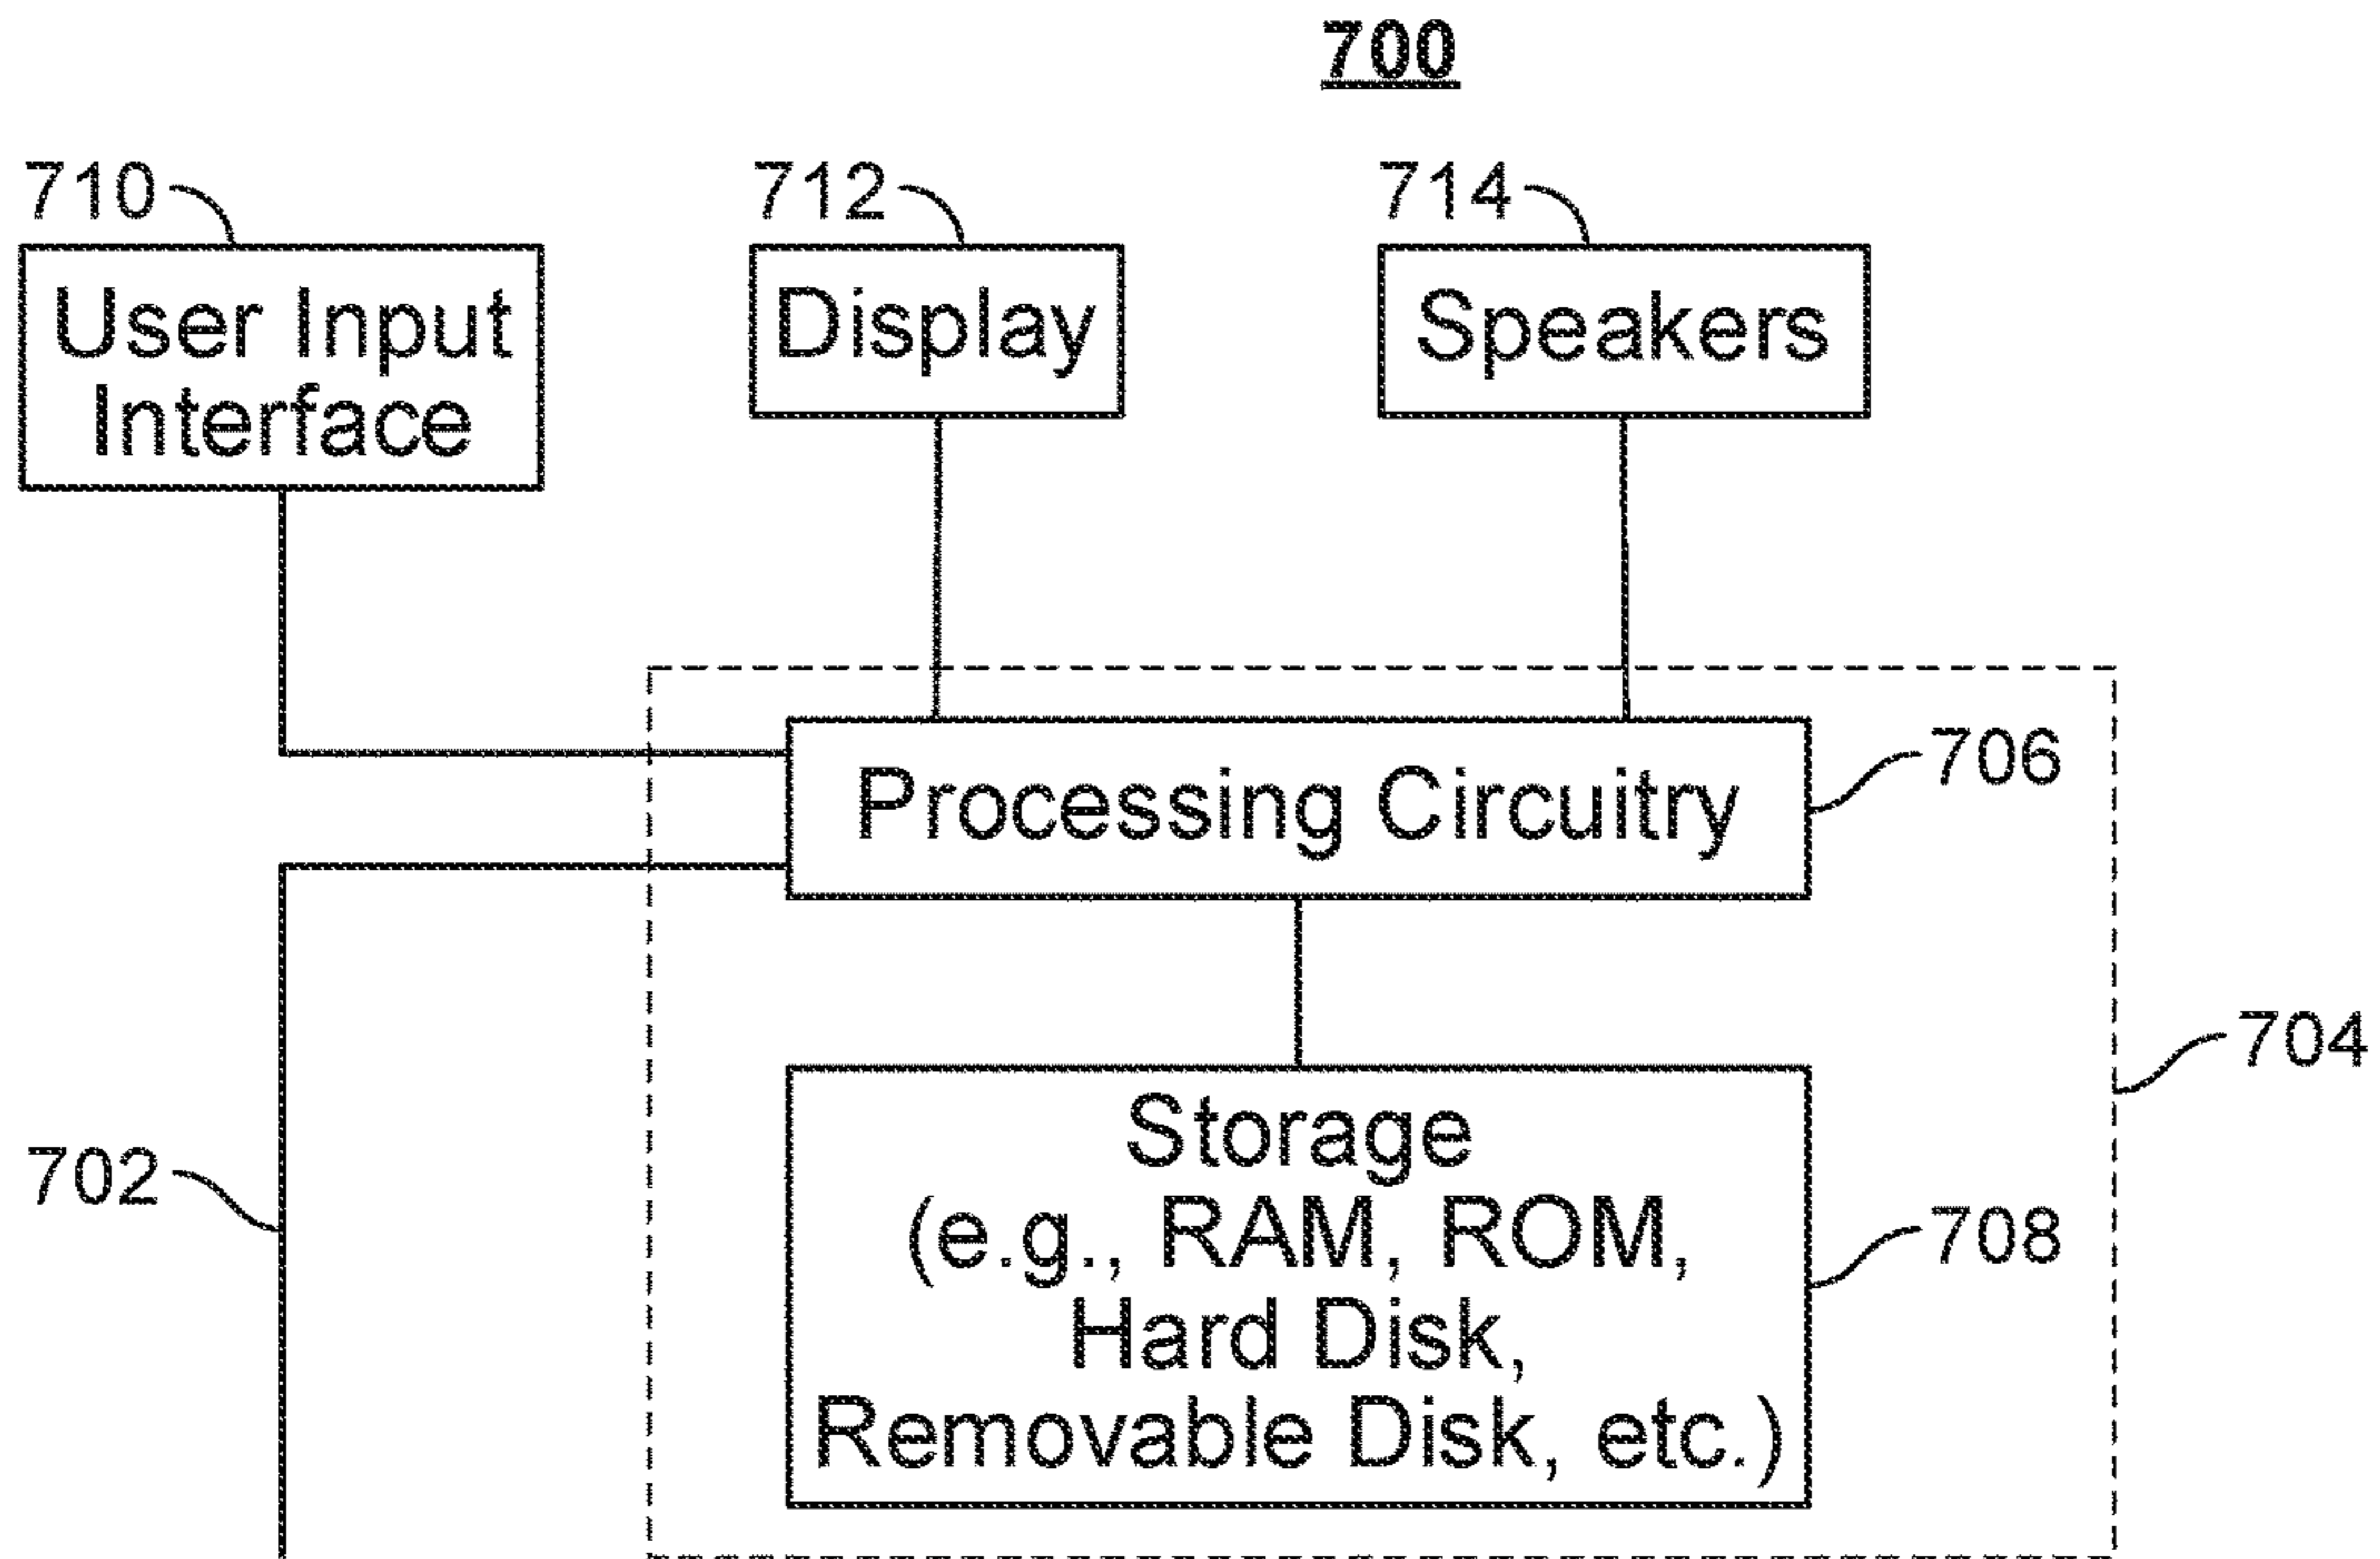 700
710
712
714
User Input
Interface
Display
Speakers
Processing Circuitry
706
704
702
Storage
(e.g., RAM, ROM,
Hard Disk,
Removable Disk, etc.)
708